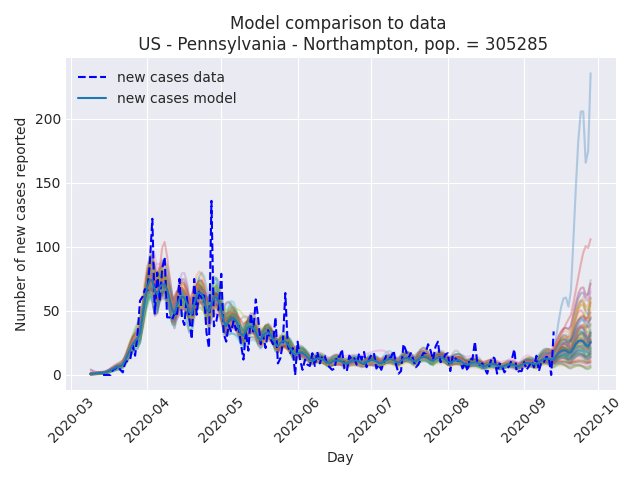 Model comparison to data
US - Pennsylvania - Northampton, pop. = 305285
new cases data
new cases model
Number of new cases reported
200
150
100
50
0
2020-03
2020-04
2020-05
2020-06
2020-07
2020-08
2020-09
2020-10
Day